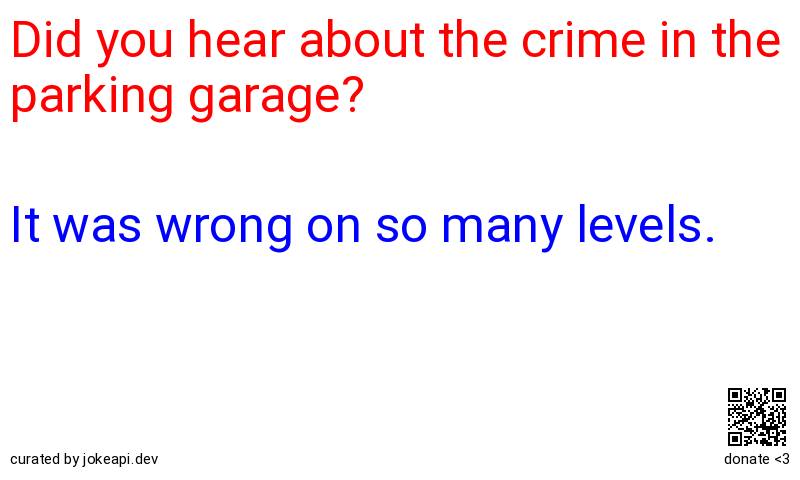 Did you hear about the crime in the
parking garage?
It was wrong on so many levels.
curated by jokeapi.dev
donate <3